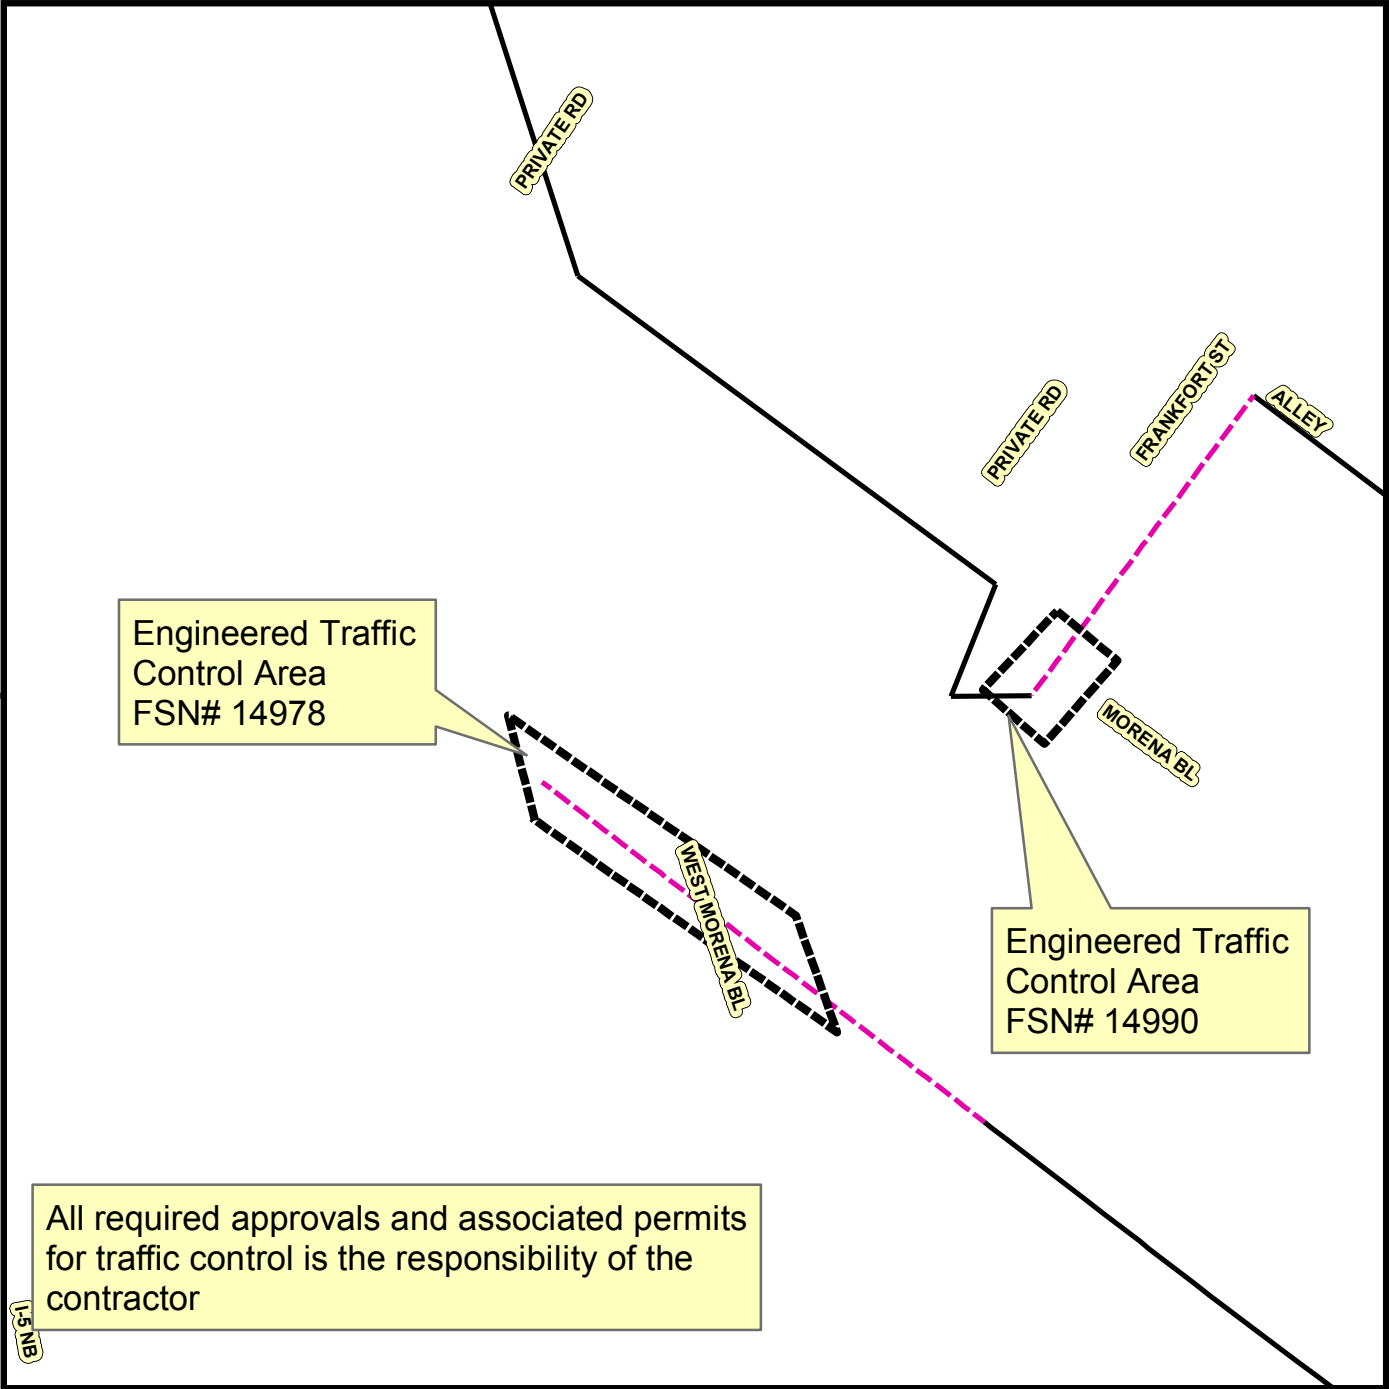 PRIVATE RD
FRANKFORT ST
ALLEY
PRIVATE RD
Engineered Traffic
Control Area
FSN# 14978
MORENA BL
WEST MORENA BL
Engineered Traffic
Control Area
FSN# 14990
All required approvals and associated permits
for traffic control is the responsibility of the
contractor
I-5 NB